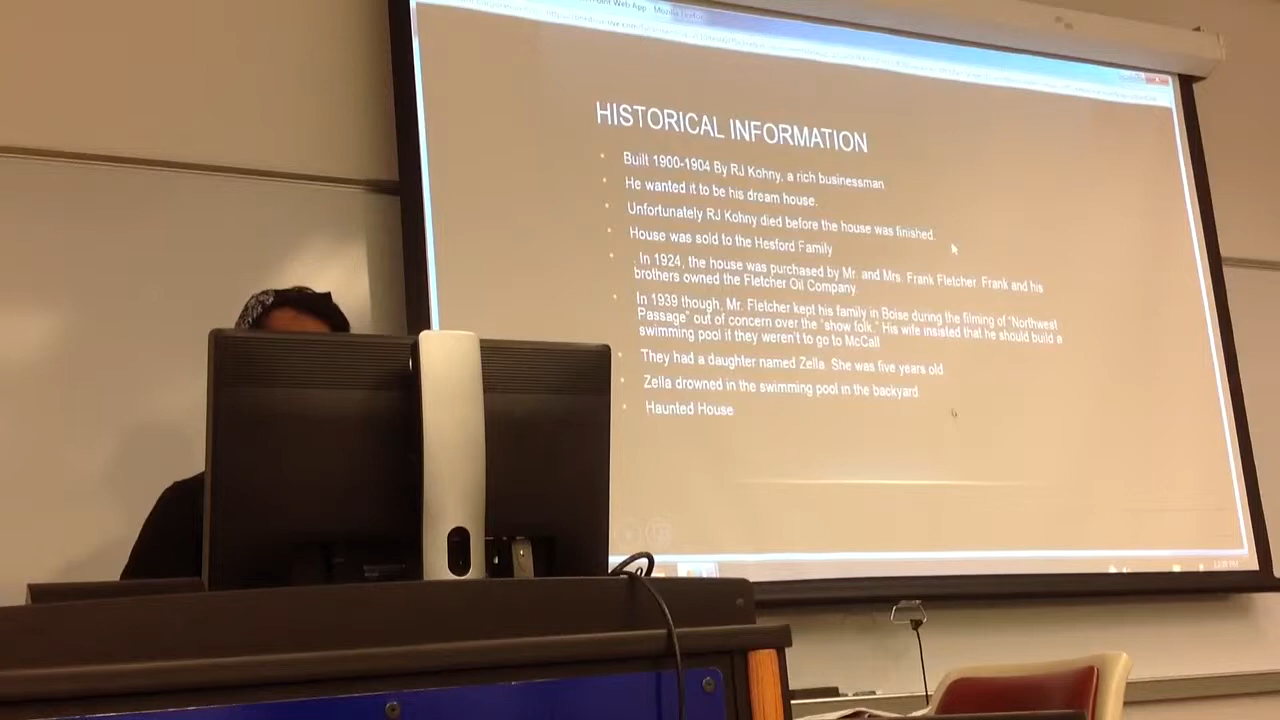 Point Web App - Mozilla Firefox
HISTORICAL INFORMATION
Built 1900-1904 By RJ Kohny, a rich businessman
He wanted it to be his dream house.
Unfortunately RJ Kohny died before the house was finished.
House was sold to the Hesford Family
. In 1924, the house was purchased by Mr. and Mrs. Frank Fletcher. Frank and his
brothers owned the Fletcher Oil Company.
In 1939 though, Mr. Fletcher kept his family in Boise during the filming of "Northwest
Passage" out of concern over the "show folk." His wife insisted that he should build a
swimming pool if they weren't to go to McCall
They had a daughter named Zella. She was five years old
Zella drowned in the swimming pool in the backyard
Haunted House